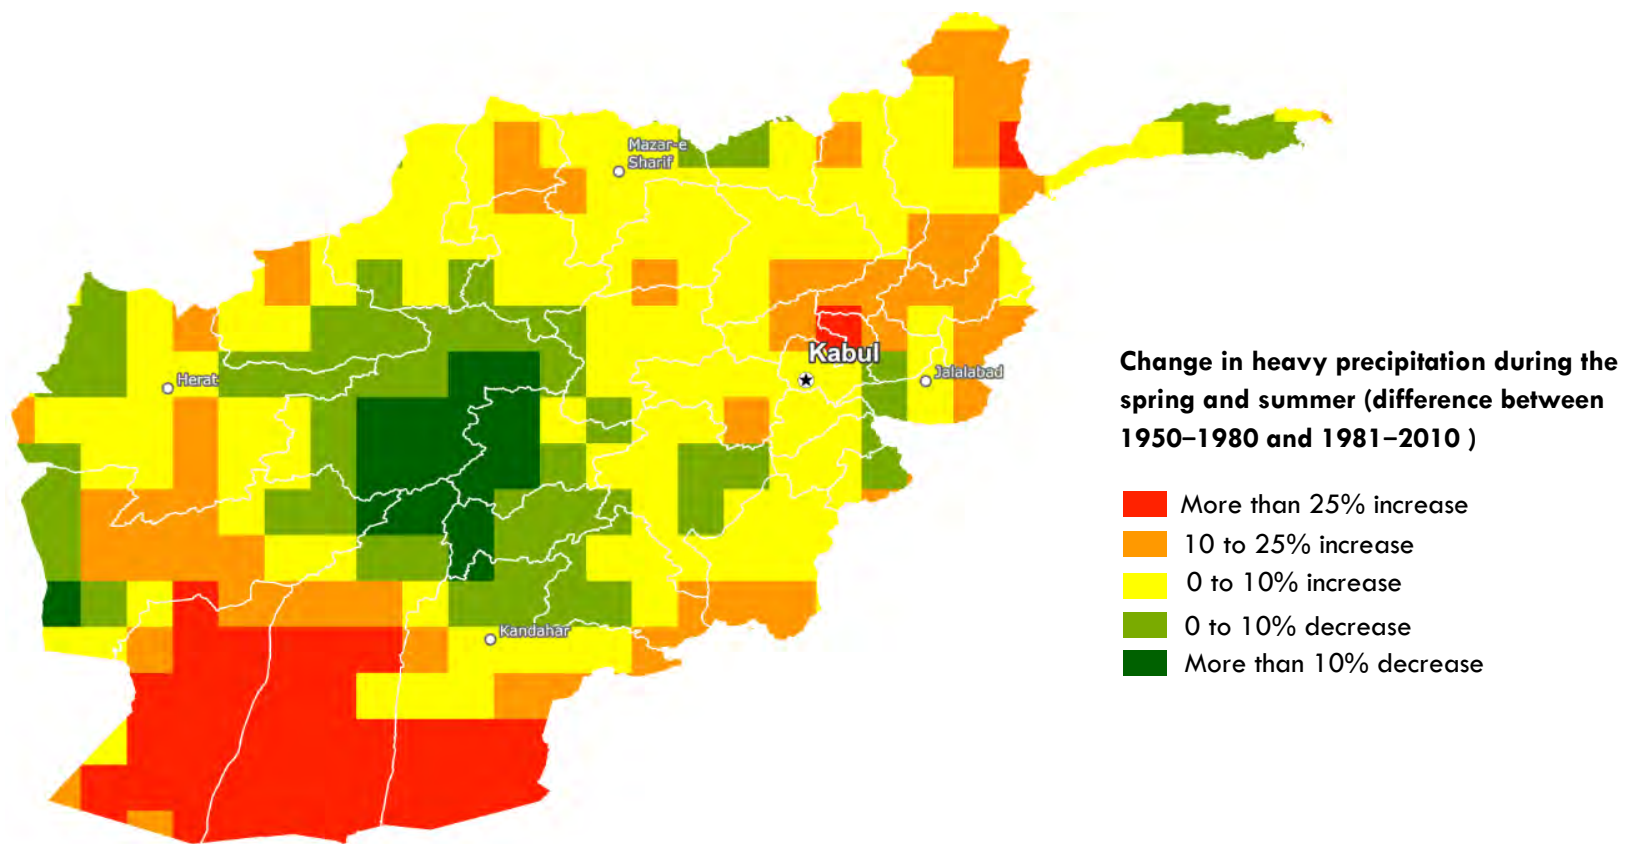 Mazar-e
Sharif
Kabul
Jalalabad
Herat
Kandahar
Change in heavy precipitation during the
spring and summer (difference between
1950–1980 and 1981–2010 )
More than 25% increase
10 to 25% increase
0 to 10% increase
0 to 10% decrease
More than 10% decrease